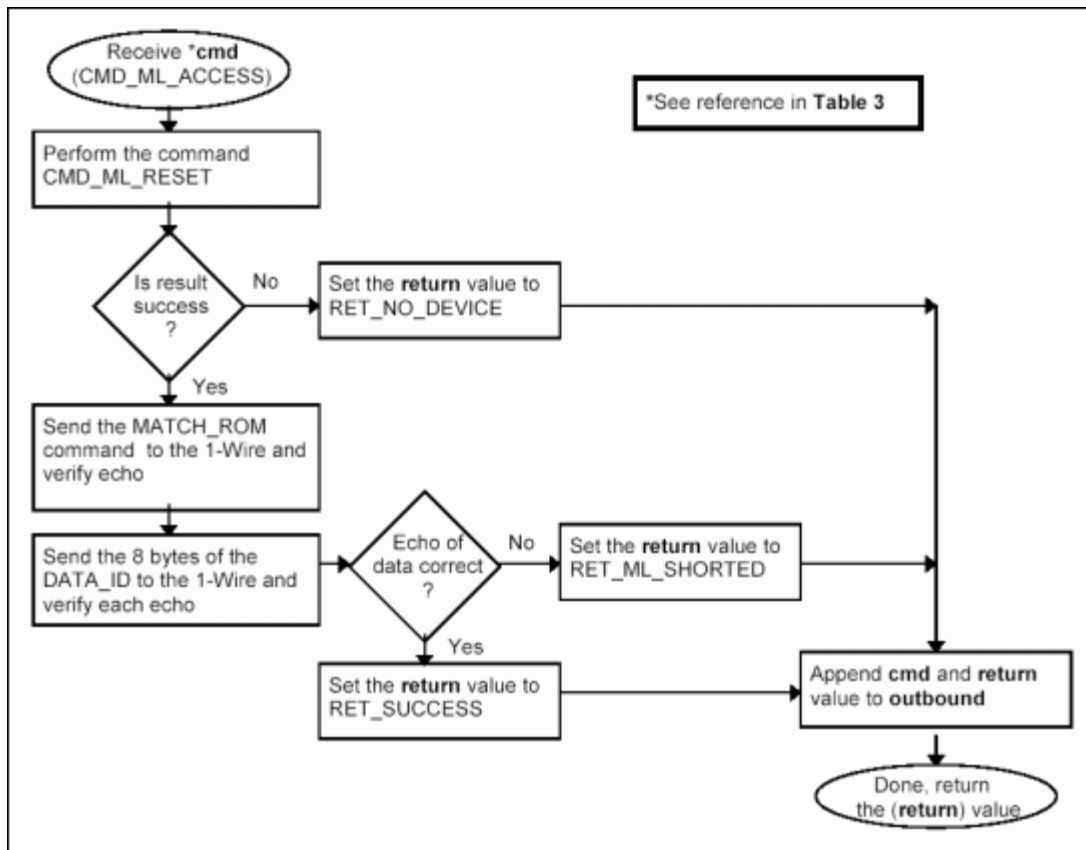 Receive *cmd
(CMD_ML_ACCESS)
*See reference in Table 3
Perform the command
CMD_ML_RESET
Is result
success
?
No
Set the return value to
RET_NO_DEVICE
Yes
Send the MATCH_ROM
command to the 1-Wire and
verify echo
Send the 8 bytes of the
DATA_ID to the 1-Wire and
verify each echo
Echo of
data correct
?
No
Set the return value to
RET_ML_SHORTED
Yes
Set the return value to
RET_SUCCESS
Append cmd and return
value to outbound
Done, return
the (return) value